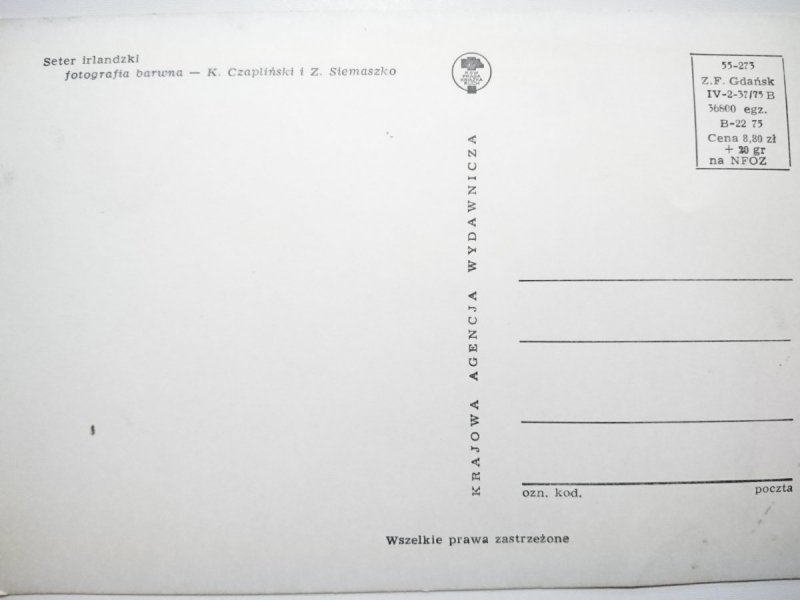 Seter irlandzki
fotografia barwna — K. Czapliński i Z. Siemaszko
KRAJOWA AGENCJA WYDAWNICZA
55-273
Z.F. Gdańsk
IV-2-37/75 B
36800 egz.
B-22 75
Cena 8,80 zł
+ 20 gr
na NFOZ
ozn. kod.
poczta
Wszelkie prawa zastrzeżone